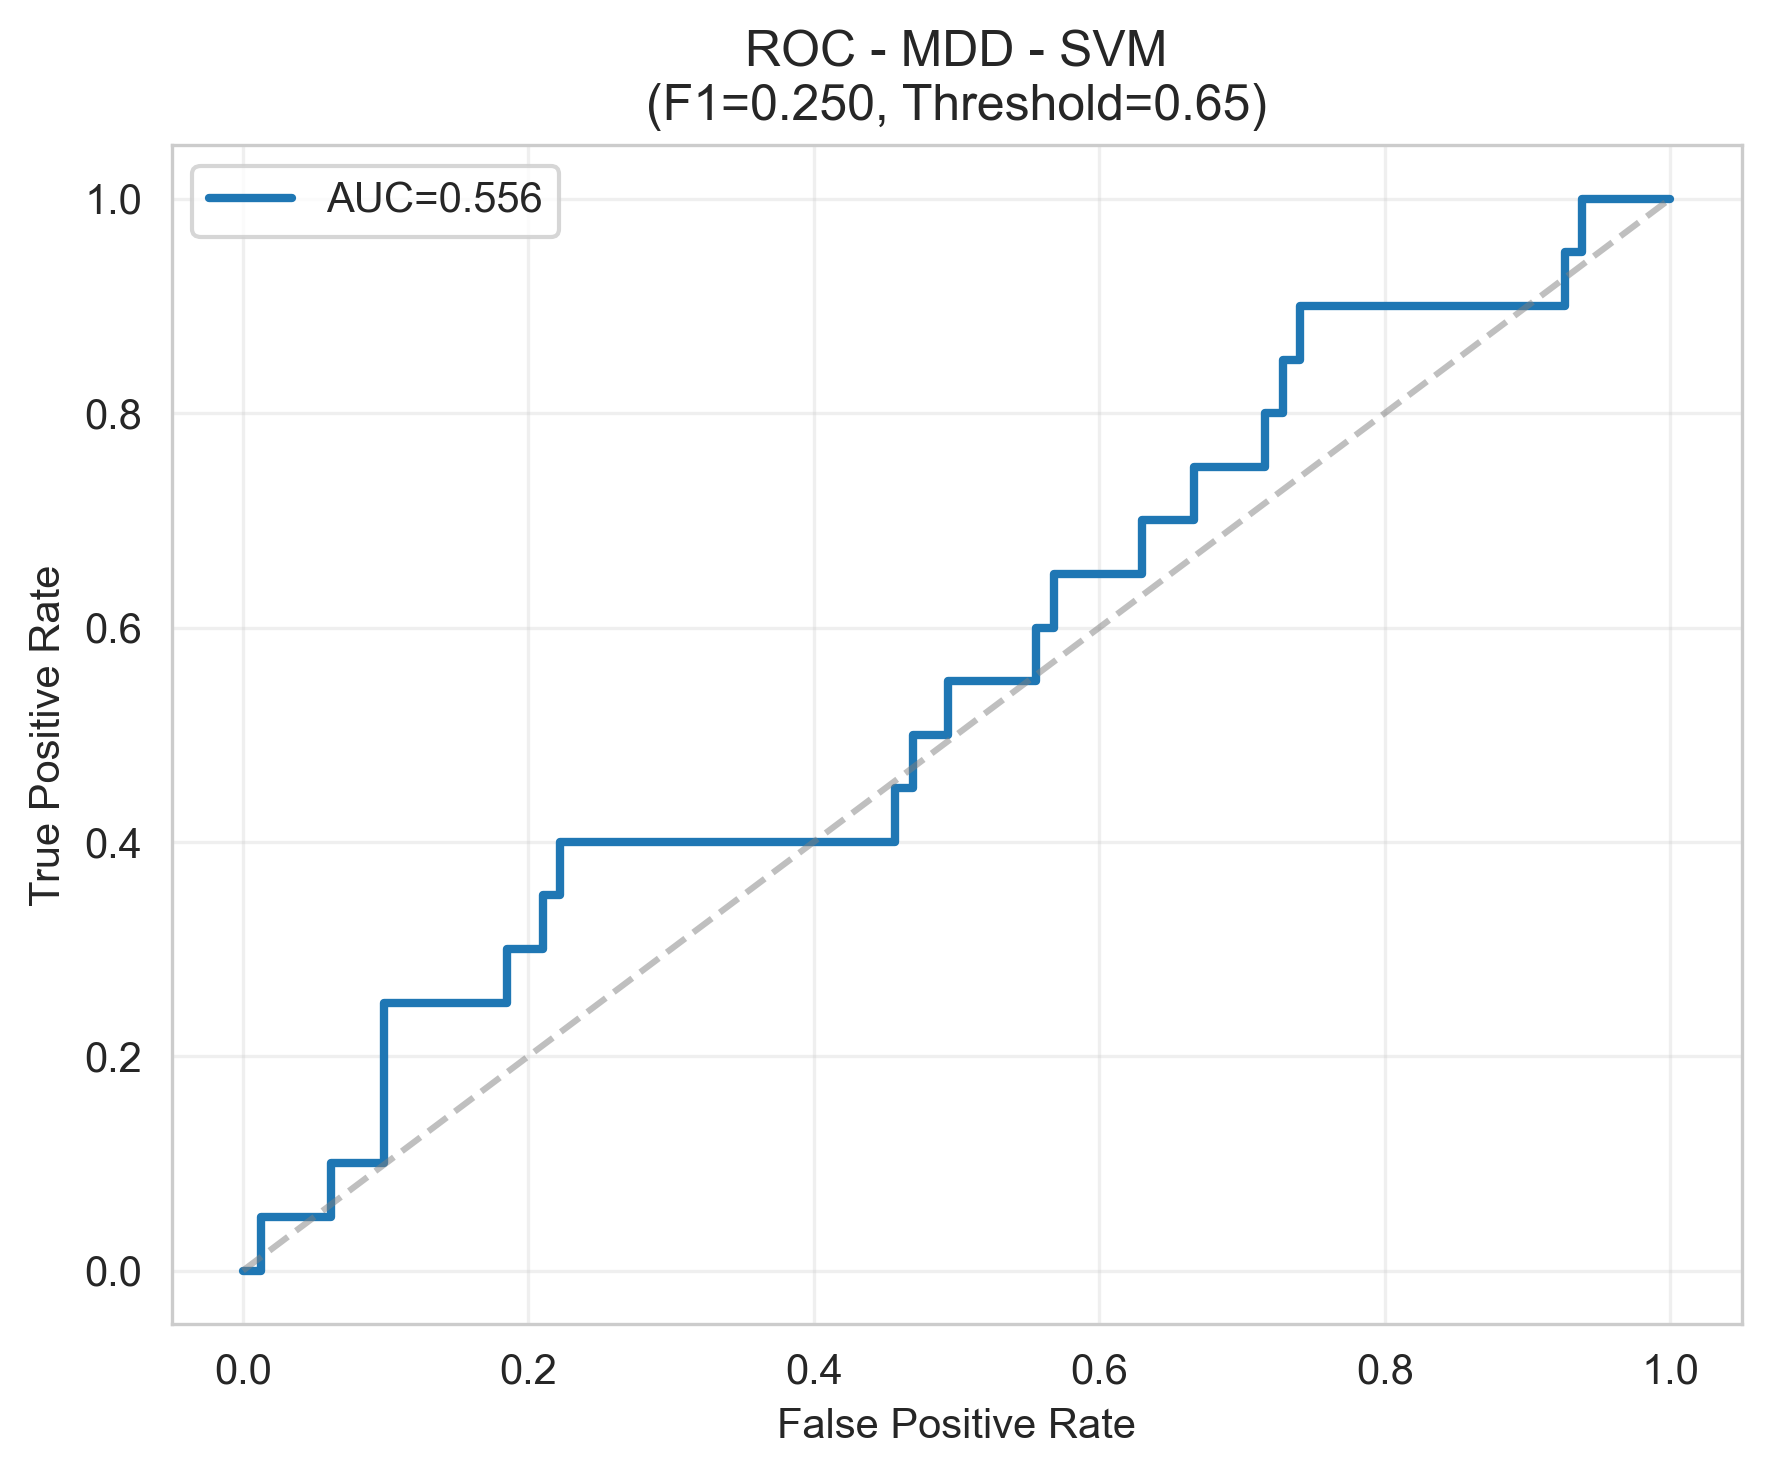 ROC - MDD - SVM
(F1=0.250, Threshold=0.65)
AUC=0.556
True Positive Rate
1.0
0.8
0.6
0.4
0.2
0.0
0.0 0.2 0.4 0.6 0.8 1.0
False Positive Rate